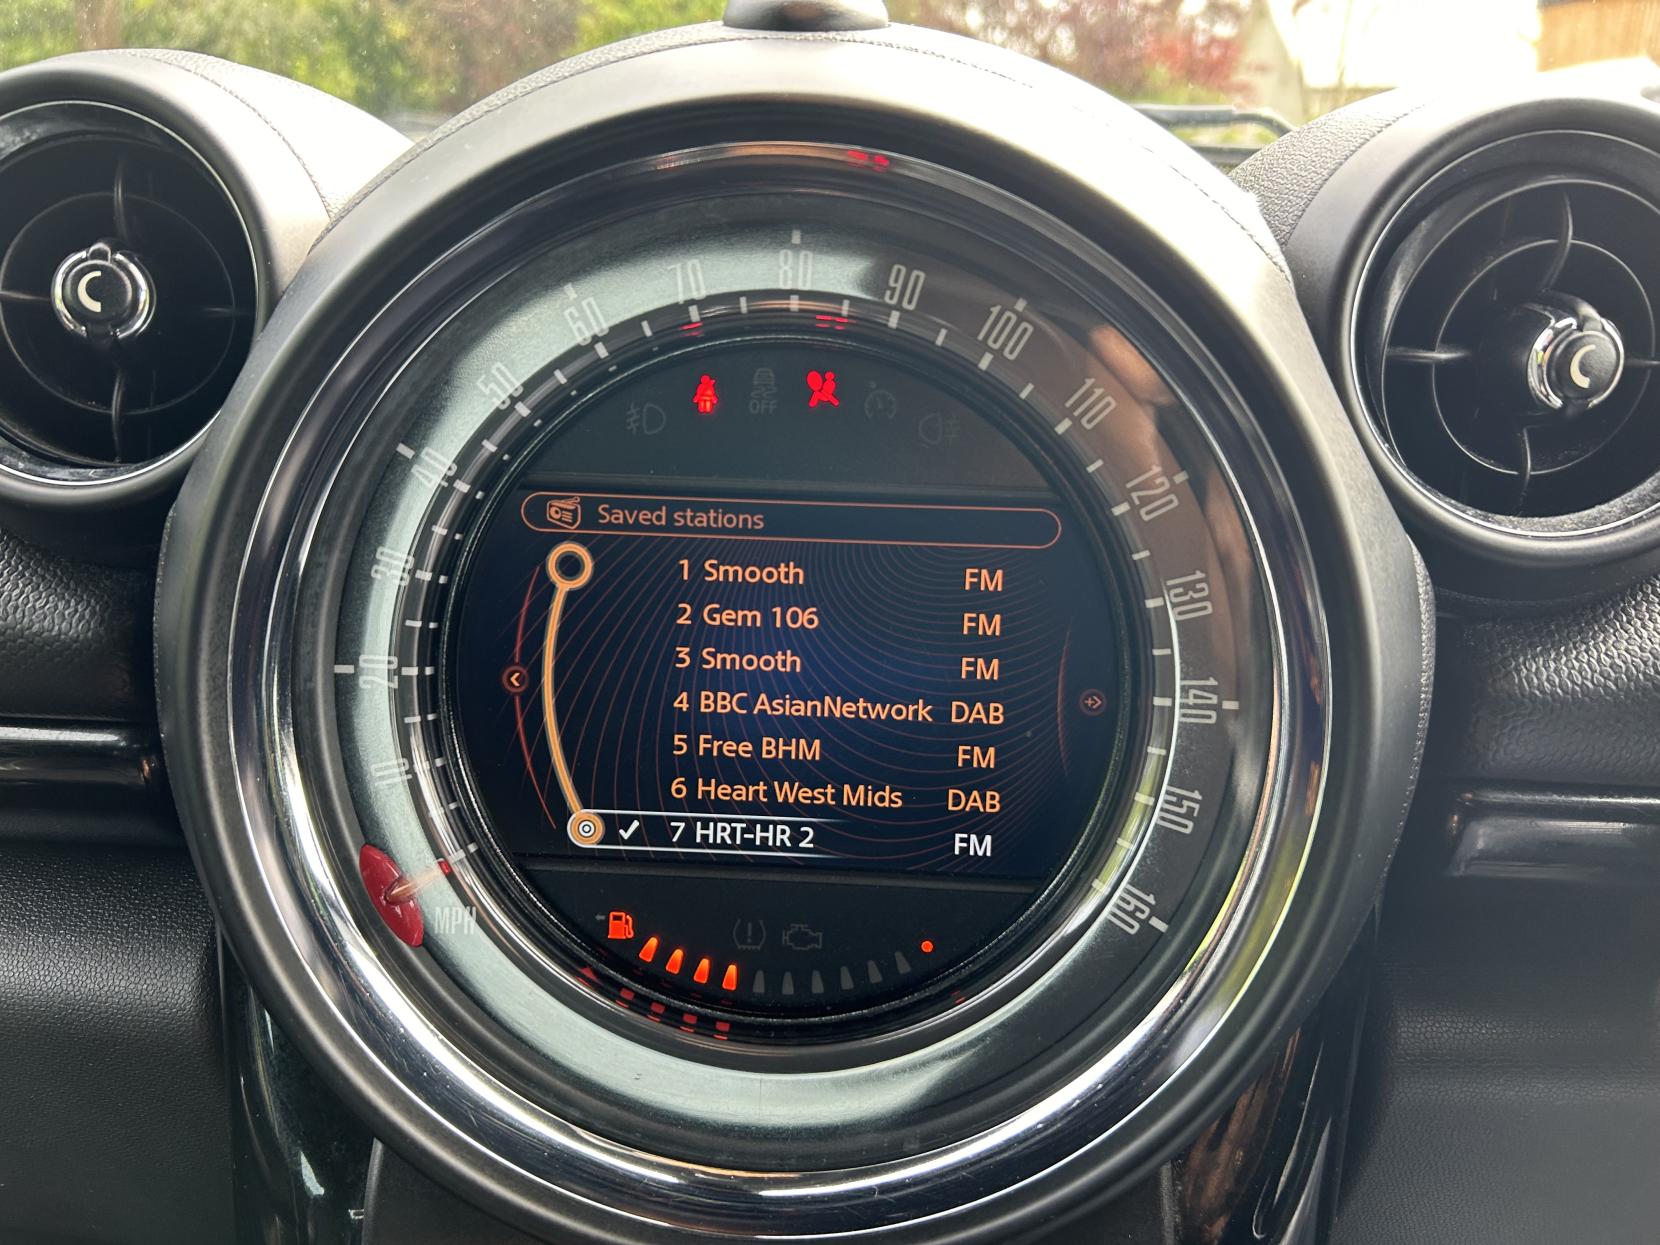 10 20 30 40 50 60 70 80 90 100 110 120 130 140 150 160
MPH
OFF
Saved stations
1 Smooth FM
2 Gem 106 FM
3 Smooth FM
4 BBC AsianNetwork DAB
5 Free BHM FM
6 Heart West Mids DAB
7 HRT-HR 2 FM